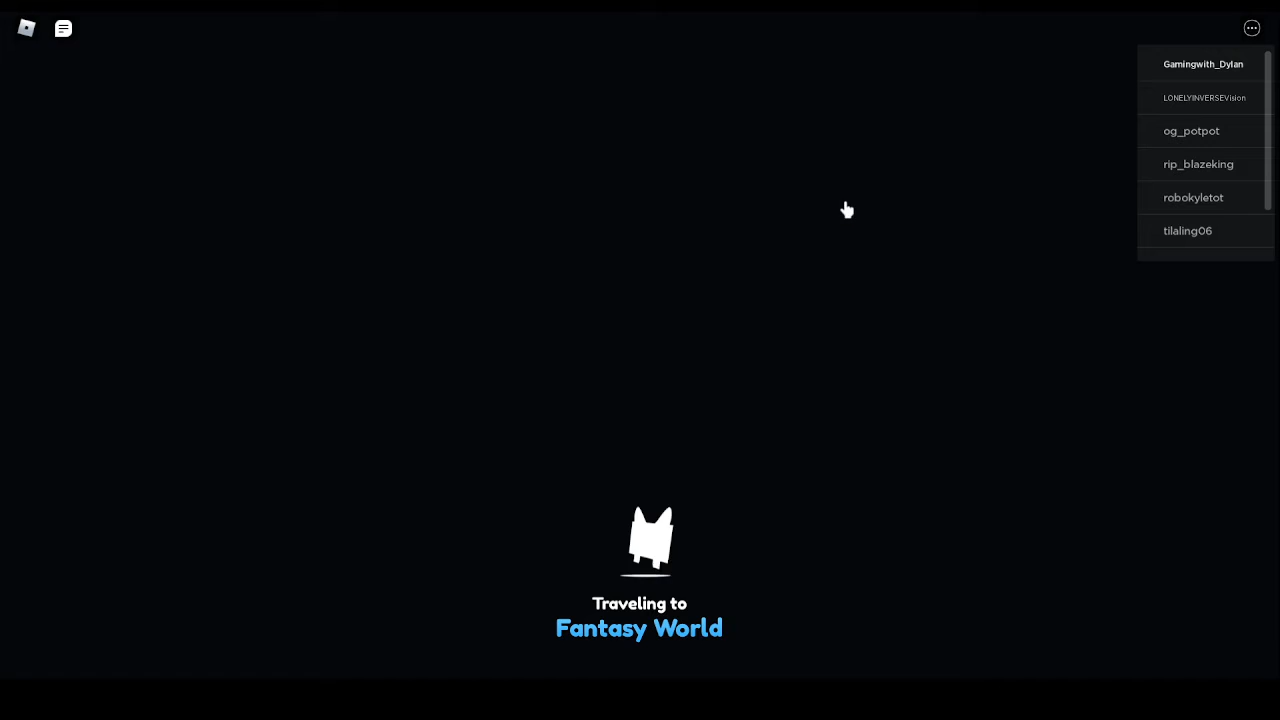 Gamingwith_Dylan
LONELYINVERSEVision
og_potpot
rip_blazeking
robokyletot
tilaling06
Traveling to
Fantasy World